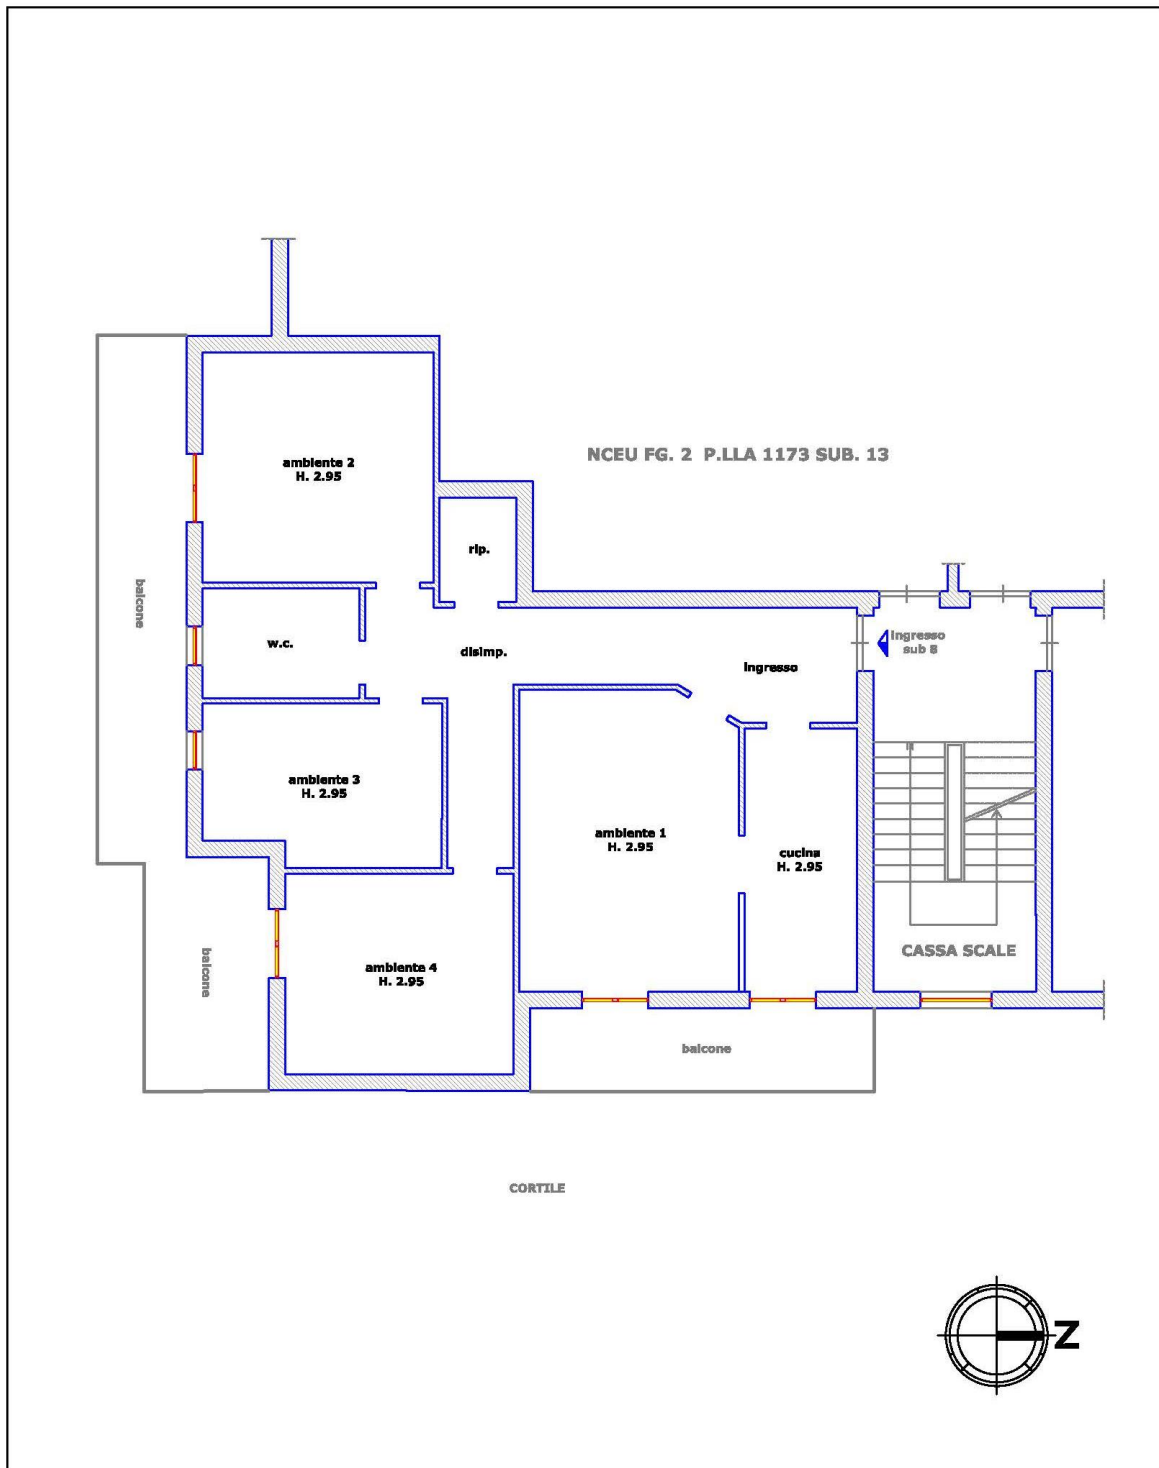 ambiente 2
H. 2.95
NCEU FG. 2 P.LLA 1173 SUB. 13
rip.
balcone
w.c.
disimp.
ingresso
ingresso
sub 8
ambiente 3
H. 2.95
ambiente 1
H. 2.95
cucina
H. 2.95
balcone
ambiente 4
H. 2.95
CASSA SCALE
balcone
CORTILE
N